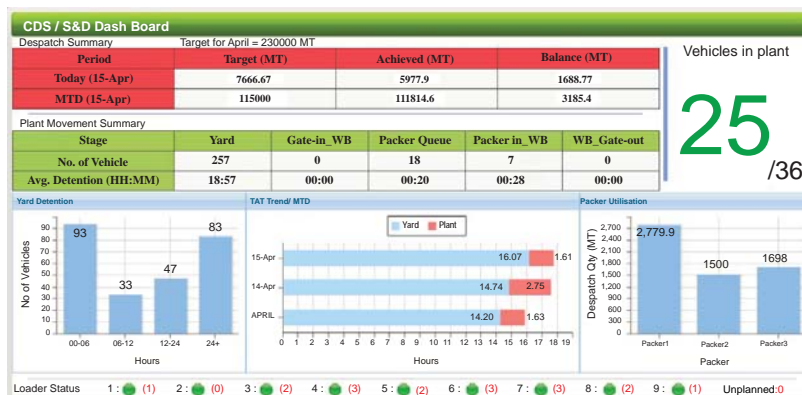 CDS / S&D Dash Board
Despatch Summary Target for April = 230000 MT
Period Target (MT) Achieved (MT) Balance (MT)
Today (15-Apr) 7666.67 5977.9 1688.77
MTD (15-Apr) 115000 111814.6 3185.4
Vehicles in plant
25
/36
Plant Movement Summary
Stage Yard Gate-in_WB Packer Queue Packer in_WB WB_Gate-out
No. of Vehicle 257 0 18 7 0
Avg. Detention (HH:MM) 18:57 00:00 00:20 00:28 00:00
Yard Detention
No of Vehicles
90
80
70
60
50
40
30
20
10
0
93 33 47 83
00-06 06-12 12-24 24+
Hours
TAT Trend/ MTD
Yard Plant
15-Apr 16.07 1.61
14-Apr 14.74 2.75
APRIL 14.20 1.63
0 1 2 3 4 5 6 7 8 9 10 11 12 13 14 15 16 17 18 19
Hours
Packer Utilisation
Despatch Qty (MT)
2,700
2,400
2,100
1,800
1,500
1,200
900
600
300
0
2,779.9 1500 1698
Packer1 Packer2 Packer3
Packer
Loader Status 1 : (1) 2 : (0) 3 : (2) 4 : (3) 5 : (2) 6 : (3) 7 : (3) 8 : (2) 9 : (1) Unplanned:0